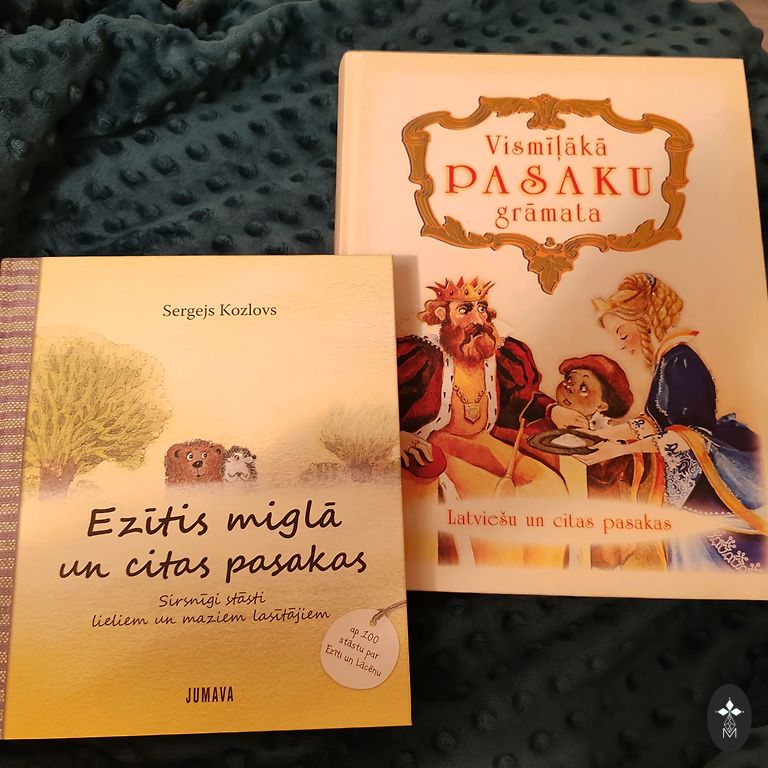 Sergejs Kozlovs
Ezītis miglā
un citas pasakas
Sirsnīgi stāsti
lieliem un maziem lasītājiem
ap 100
stāstu par
Ezīti un Lācēnu
JUMAVA
Vismīļākā
PASAKU
grāmata
Latviešu un citas pasakas
M